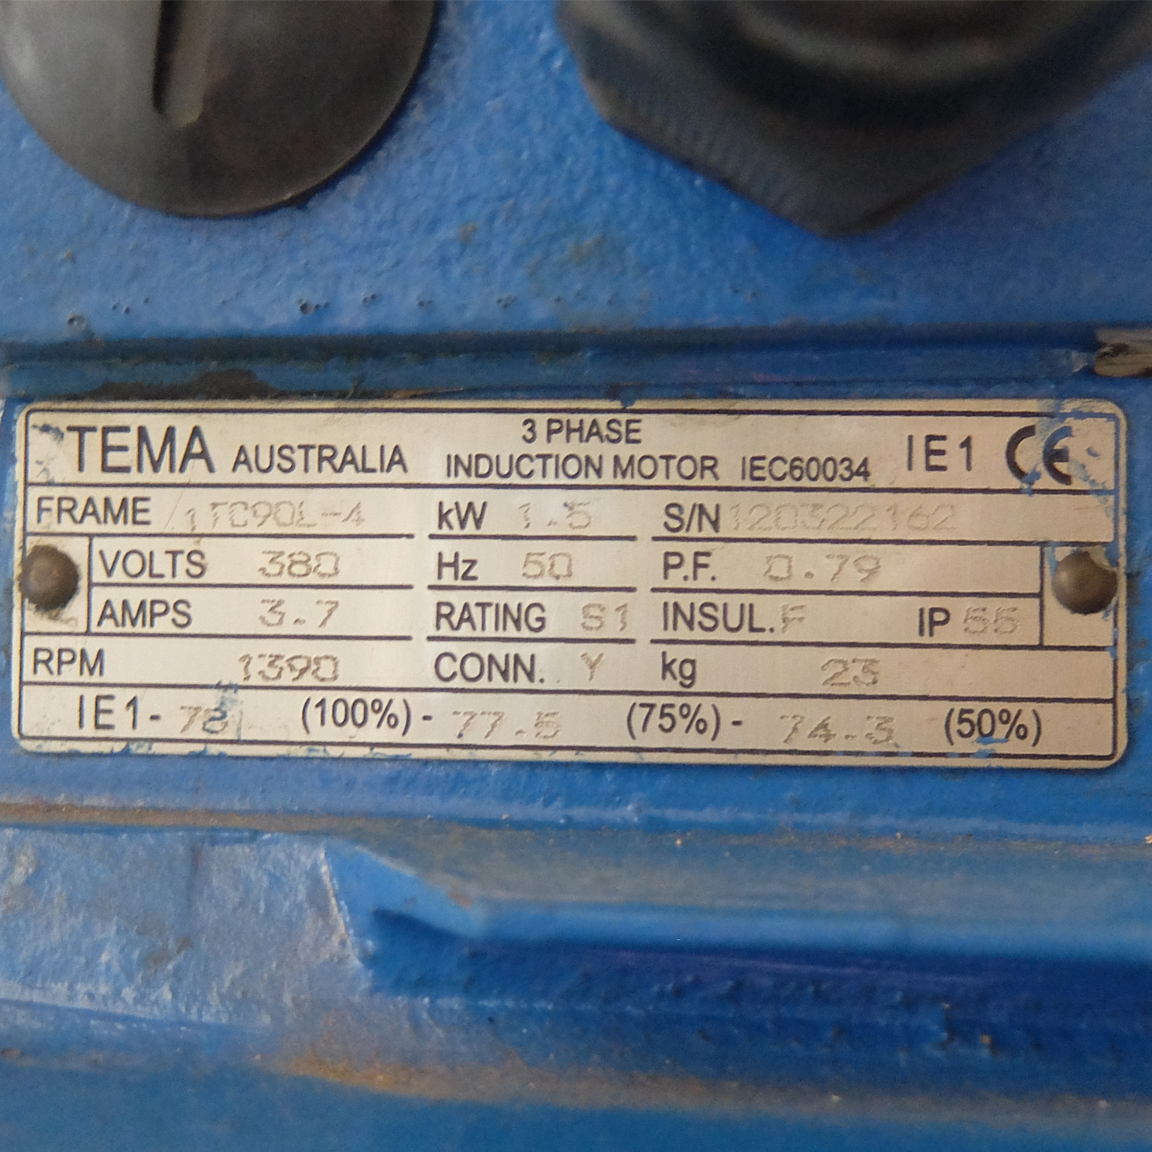 TEMA AUSTRALIA 3 PHASE INDUCTION MOTOR IEC60034 IE1 CE
FRAME 1TC90L-4 kW 1.5 S/N 120322162
VOLTS 380 Hz 50 P.F. 0.79
AMPS 3.7 RATING S1 INSUL. F IP 55
RPM 1390 CONN. Y kg 23
IE1- (100%) - 77.5 (75%) - 74.3 (50%)